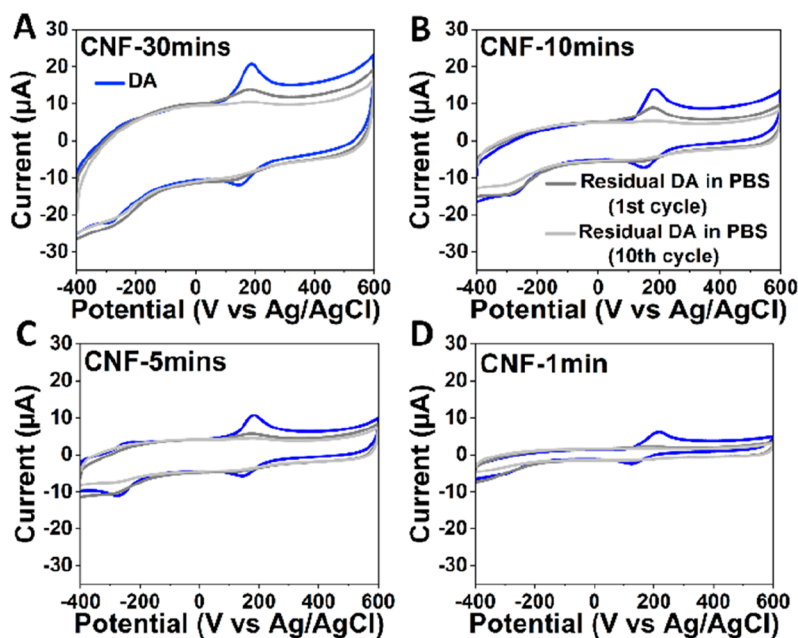 A
CNF-30mins
DA
Current (µA)
30
20
10
0
-10
-20
-30
-400 -200 0 200 400 600
Potential (V vs Ag/AgCl)
B
CNF-10mins
Residual DA in PBS
(1st cycle)
Residual DA in PBS
(10th cycle)
Current (µA)
30
20
10
0
-10
-20
-30
-400 -200 0 200 400 600
Potential (V vs Ag/AgCl)
C
CNF-5mins
Current (µA)
30
20
10
0
-10
-20
-30
-400 -200 0 200 400 600
Potential (V vs Ag/AgCl)
D
CNF-1min
Current (µA)
30
20
10
0
-10
-20
-30
-400 -200 0 200 400 600
Potential (V vs Ag/AgCl)